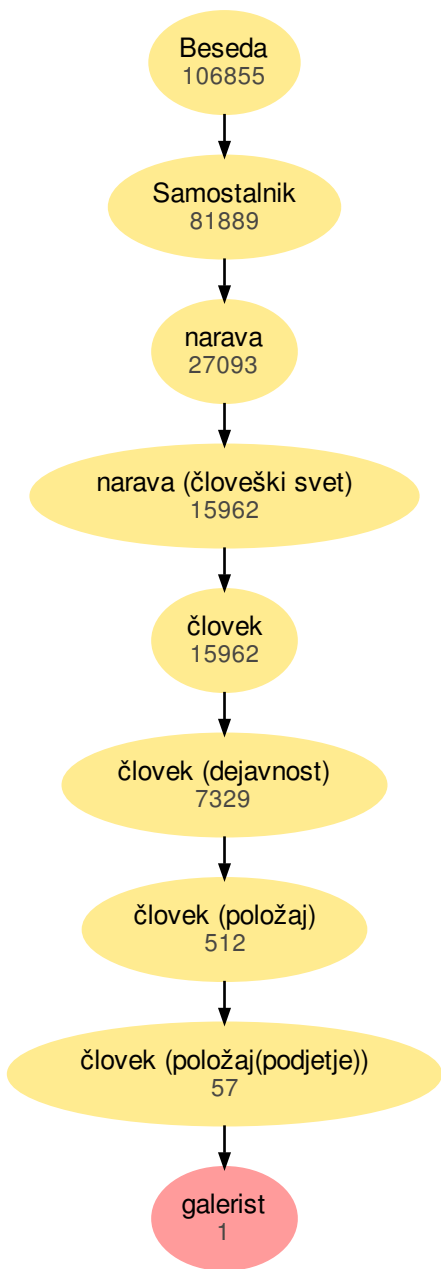 Beseda
106855
Samostalnik
81889
narava
27093
narava (človeški svet)
15962
človek
15962
človek (dejavnost)
7329
človek (položaj)
512
človek (položaj(podjetje))
57
galerist
1